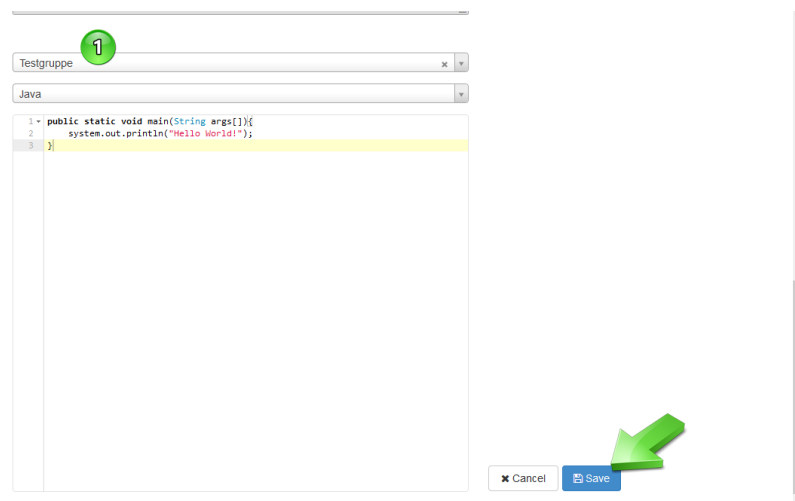 1
Testgruppe
Java
1 public static void main(String args[]){
2 system.out.println("Hello World!");
3 }
Cancel
Save